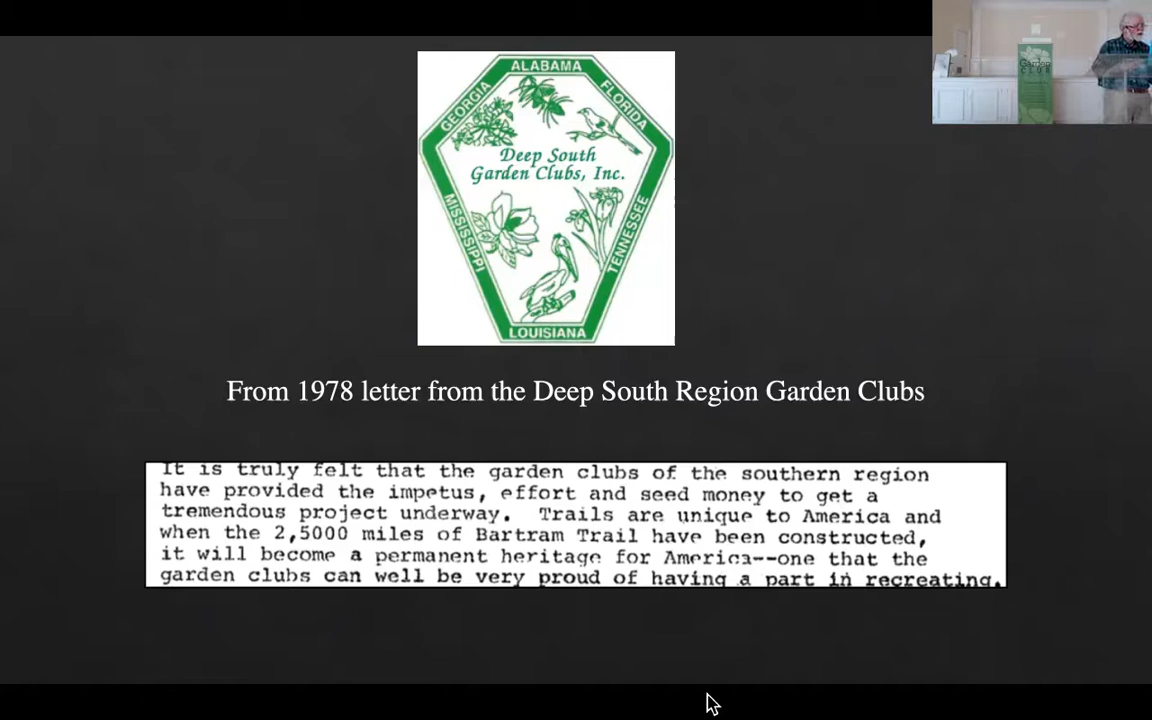 ALABAMA
GEORGIA
FLORIDA
Deep South
Garden Clubs, Inc.
MISSISSIPPI
TENNESSEE
LOUISIANA
From 1978 letter from the Deep South Region Garden Clubs
It is truly felt that the garden clubs of the southern region
have provided the impetus, effort and seed money to get a
tremendous project underway. Trails are unique to America and
when the 2,5000 miles of Bartram Trail have been constructed,
it will become a permanent heritage for America--one that the
garden clubs can well be very proud of having a part in recreating.
CLUB